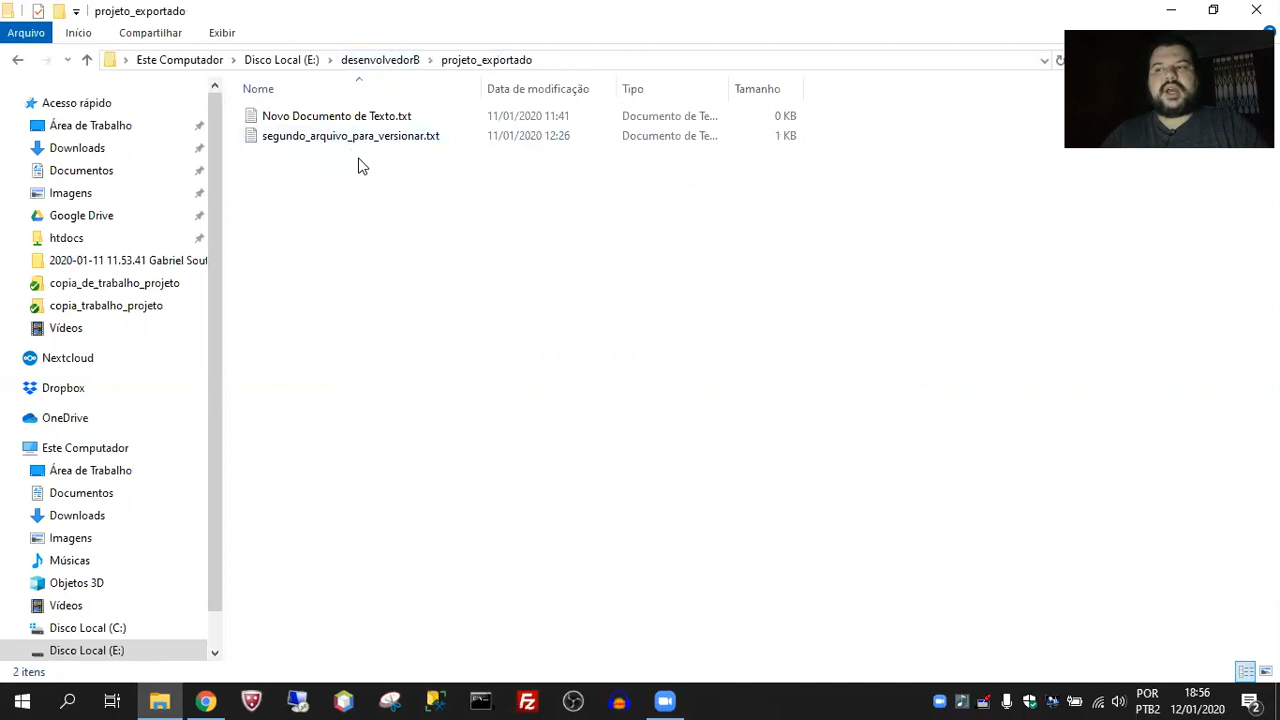 projeto_exportado
Arquivo Início Compartilhar Exibir
Este Computador Disco Local (E:) desenvolvedorB projeto_exportado
Nome Data de modificação Tipo Tamanho
Novo Documento de Texto.txt 11/01/2020 11:41 Documento de Te... 0 KB
segundo_arquivo_para_versionar.txt 11/01/2020 12:26 Documento de Te... 1 KB
Acesso rápido
Área de Trabalho
Downloads
Documentos
Imagens
Google Drive
htdocs
2020-01-11 11.53.41 Gabriel Sout
copia_de_trabalho_projeto
copia_trabalho_projeto
Vídeos
Nextcloud
Dropbox
OneDrive
Este Computador
Área de Trabalho
Documentos
Downloads
Imagens
Músicas
Objetos 3D
Vídeos
Disco Local (C:)
Disco Local (E:)
2 itens
POR 18:56
PTB2 12/01/2020
2